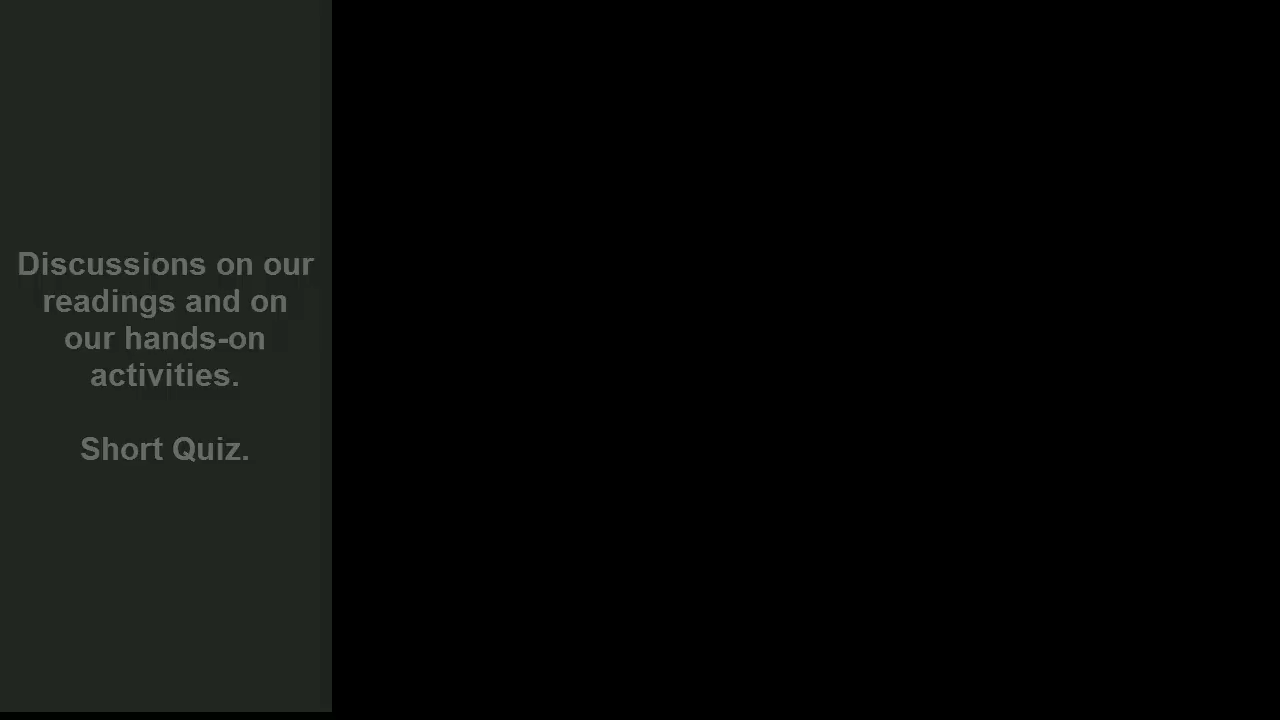 Discussions on our
readings and on
our hands-on
activities.
Short Quiz.